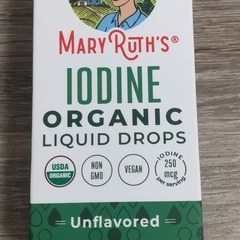 MARY RUTH'S®
IODINE
ORGANIC
LIQUID DROPS
USDA
ORGANIC
NON
GMO
VEGAN
IODINE
250
mcg
per serving
Unflavored